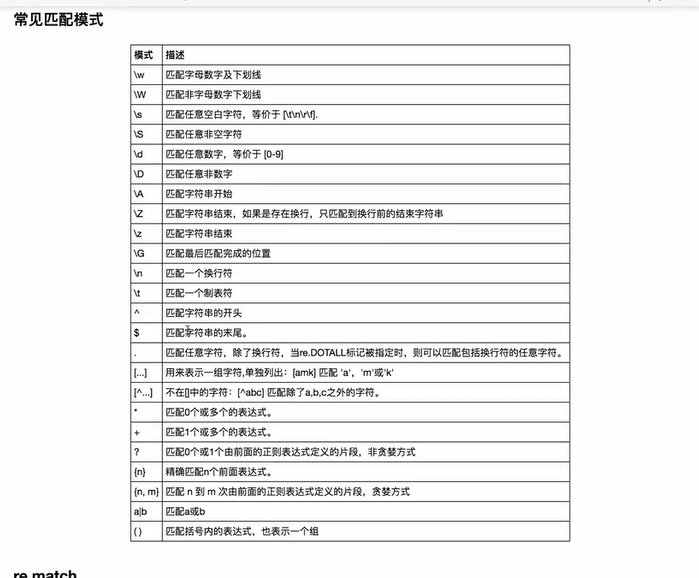 常见匹配模式
模式 描述
\w 匹配字母数字及下划线
\W 匹配非字母数字下划线
\s 匹配任意空白字符，等价于 [\t\n\r\f].
\S 匹配任意非空字符
\d 匹配任意数字，等价于 [0-9]
\D 匹配任意非数字
\A 匹配字符串开始
\Z 匹配字符串结束，如果是存在换行，只匹配到换行前的结束字符串
\z 匹配字符串结束
\G 匹配最后匹配完成的位置
\n 匹配一个换行符
\t 匹配一个制表符
^ 匹配字符串的开头
$ 匹配字符串的末尾。
. 匹配任意字符，除了换行符，当re.DOTALL标记被指定时，则可以匹配包括换行符的任意字符。
[...] 用来表示一组字符,单独列出：[amk] 匹配 'a'，'m'或'k'
[^...] 不在[]中的字符：[^abc] 匹配除了a,b,c之外的字符。
* 匹配0个或多个的表达式。
+ 匹配1个或多个的表达式。
? 匹配0个或1个由前面的正则表达式定义的片段，非贪婪方式
{n} 精确匹配n个前面表达式。
{n, m} 匹配 n 到 m 次由前面的正则表达式定义的片段，贪婪方式
a|b 匹配a或b
( ) 匹配括号内的表达式，也表示一个组
re.match